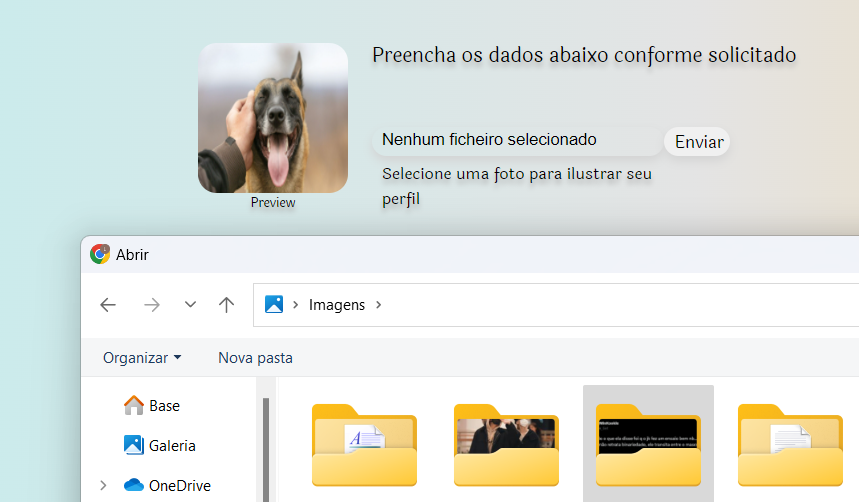 Preencha os dados abaixo conforme solicitado
Nenhum ficheiro selecionado
Enviar
Selecione uma foto para ilustrar seu
perfil
Preview
Abrir
Imagens
Organizar
Nova pasta
Base
Galeria
OneDrive